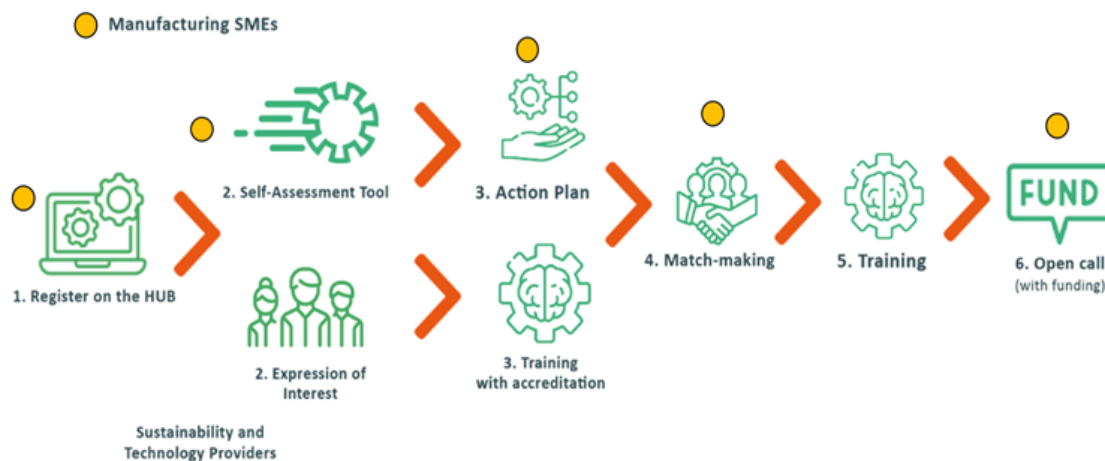 Manufacturing SMEs
2. Self-Assessment Tool
3. Action Plan
1. Register on the HUB
2. Expression of
Interest
3. Training
with accreditation
4. Match-making
5. Training
FUND
6. Open call
(with funding)
Sustainability and
Technology Providers